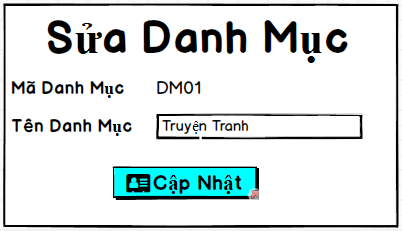 Sửa Danh Mục
Mã Danh Mục DM01
Tên Danh Mục Truyện Tranh
Cập Nhật